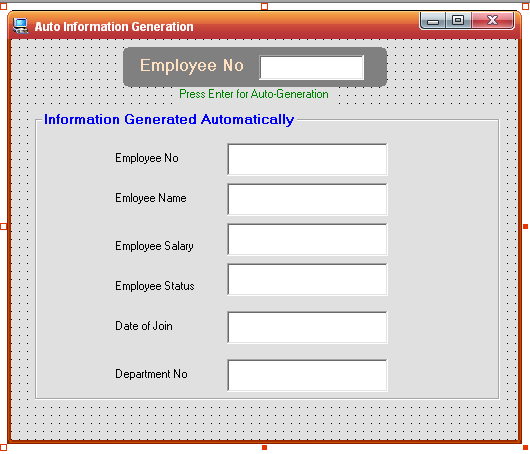 Auto Information Generation
Employee No
Press Enter for Auto-Generation
Information Generated Automatically
Employee No
Emloyee Name
Employee Salary
Employee Status
Date of Join
Department No